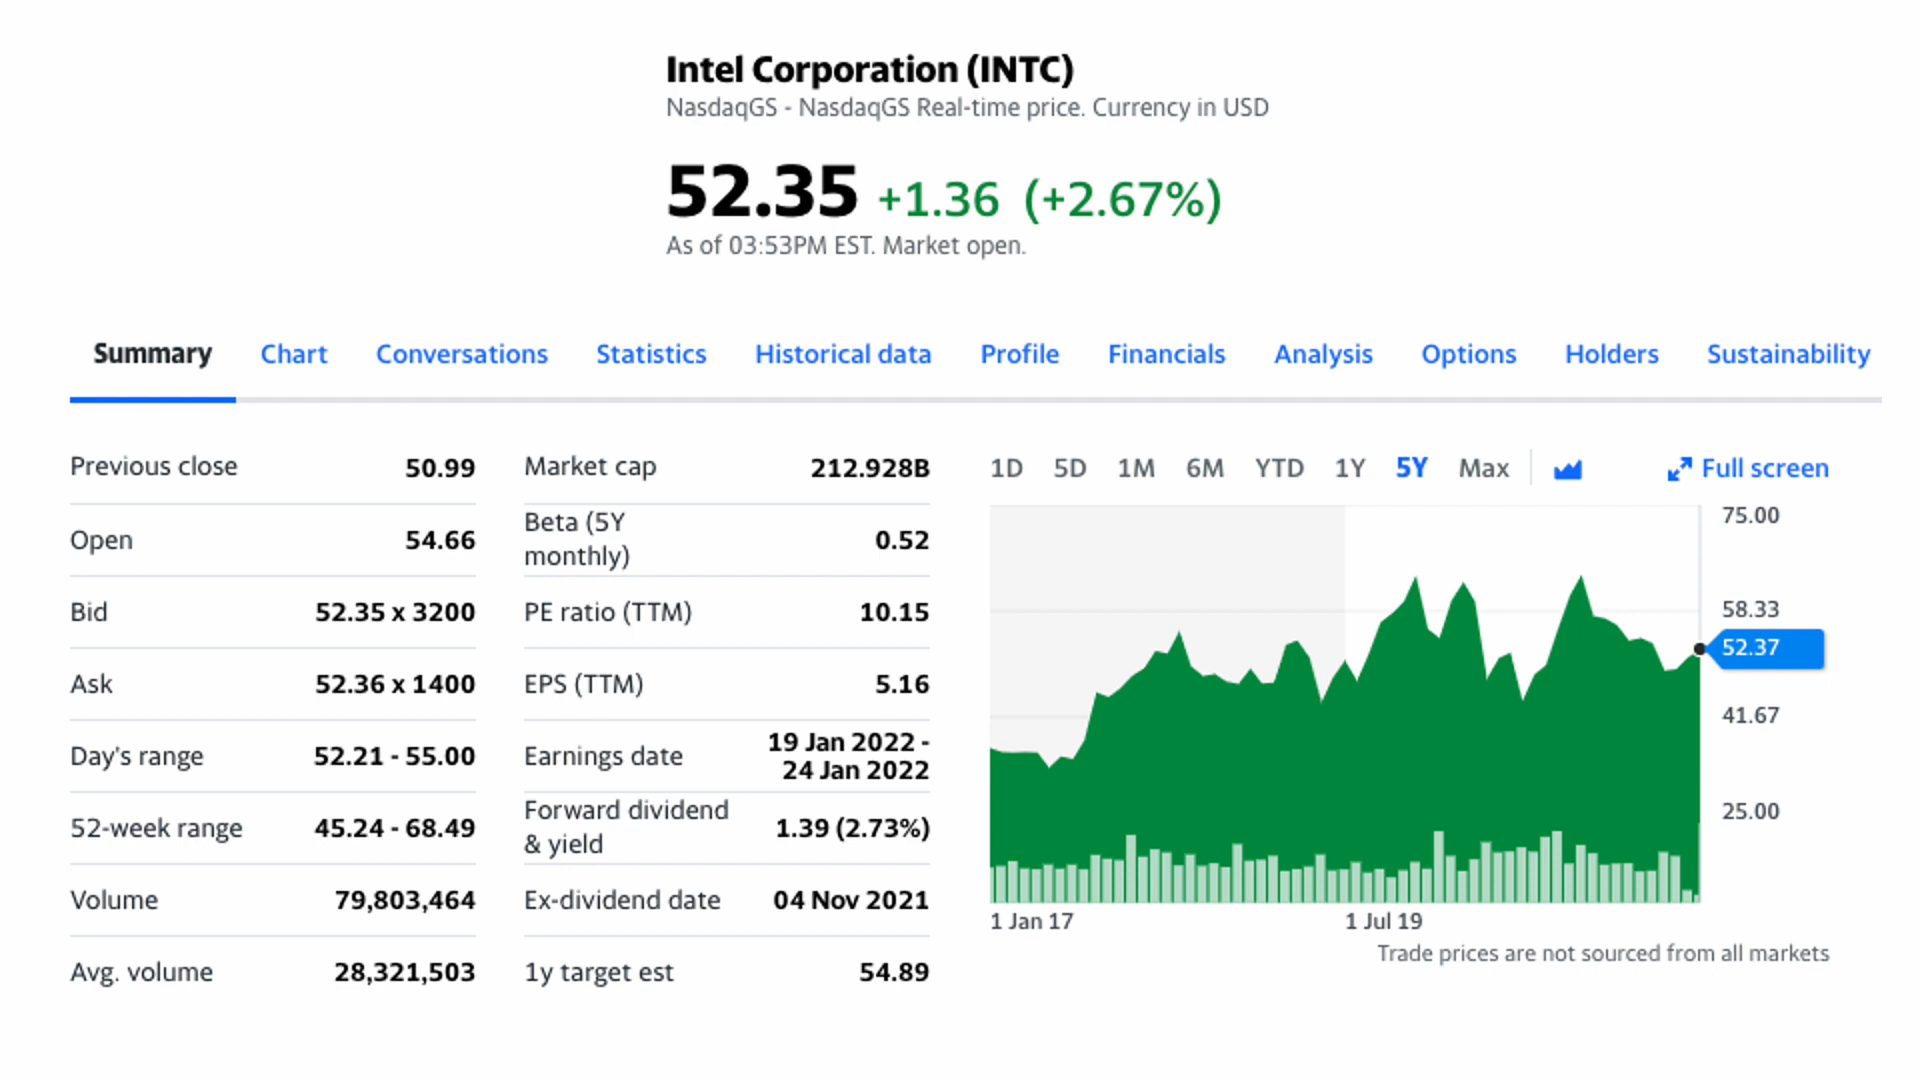 Intel Corporation (INTC)
NasdaqGS - NasdaqGS Real-time price. Currency in USD
52.35 +1.36 (+2.67%)
As of 03:53PM EST. Market open.
Summary Chart Conversations Statistics Historical data Profile Financials Analysis Options Holders Sustainability
Previous close 50.99
Open 54.66
Bid 52.35 x 3200
Ask 52.36 x 1400
Day's range 52.21 - 55.00
52-week range 45.24 - 68.49
Volume 79,803,464
Avg. volume 28,321,503
Market cap 212.928B
Beta (5Y
monthly) 0.52
PE ratio (TTM) 10.15
EPS (TTM) 5.16
Earnings date 19 Jan 2022 -
24 Jan 2022
Forward dividend
& yield 1.39 (2.73%)
Ex-dividend date 04 Nov 2021
1y target est 54.89
1D 5D 1M 6M YTD 1Y 5Y Max Full screen
75.00
58.33
52.37
41.67
25.00
1 Jan 17 1 Jul 19
Trade prices are not sourced from all markets